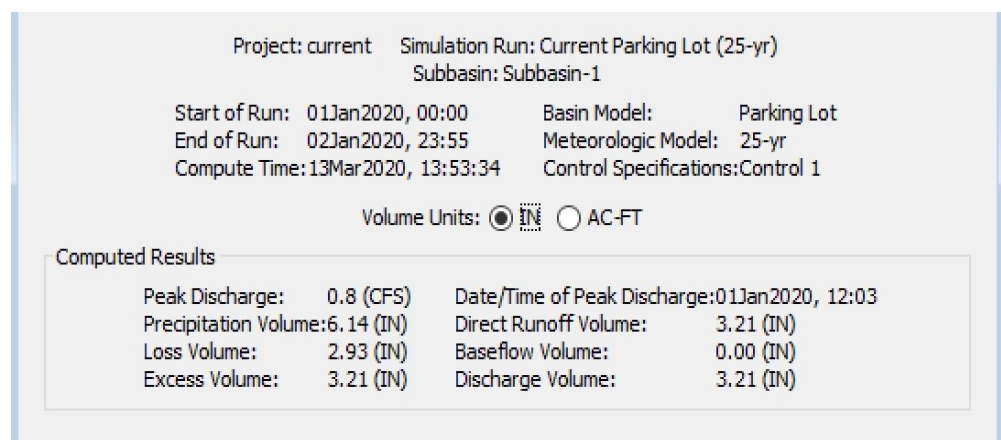 Project: current Simulation Run: Current Parking Lot (25-yr)
Subbasin: Subbasin-1
Start of Run: 01Jan2020, 00:00 Basin Model: Parking Lot
End of Run: 02Jan2020, 23:55 Meteorologic Model: 25-yr
Compute Time:13Mar2020, 13:53:34 Control Specifications:Control 1
Volume Units: IN AC-FT
Computed Results
Peak Discharge: 0.8 (CFS) Date/Time of Peak Discharge:01Jan2020, 12:03
Precipitation Volume:6.14 (IN) Direct Runoff Volume: 3.21 (IN)
Loss Volume: 2.93 (IN) Baseflow Volume: 0.00 (IN)
Excess Volume: 3.21 (IN) Discharge Volume: 3.21 (IN)